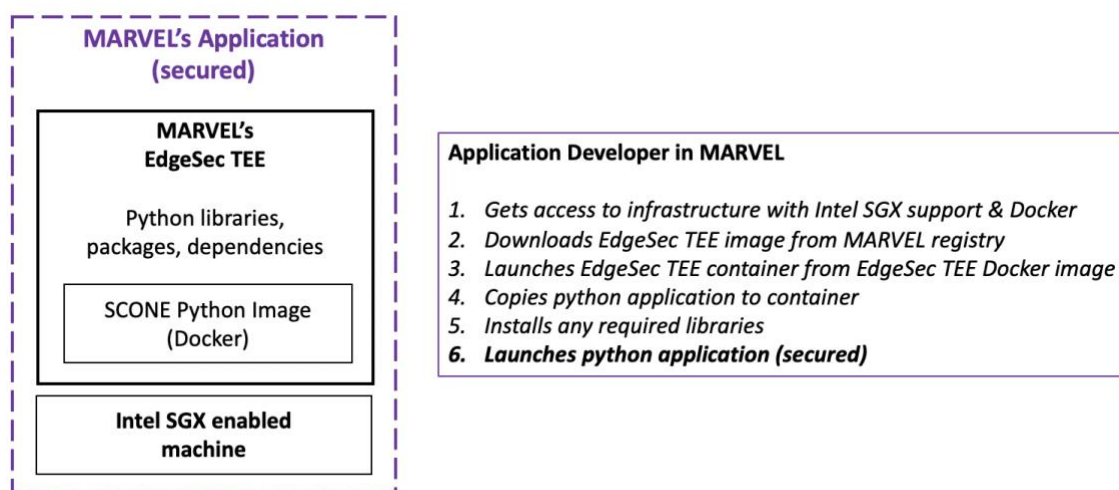 MARVEL’s Application
(secured)
MARVEL’s
EdgeSec TEE
Python libraries,
packages, dependencies
SCONE Python Image
(Docker)
Intel SGX enabled
machine
Application Developer in MARVEL
1. Gets access to infrastructure with Intel SGX support & Docker
2. Downloads EdgeSec TEE image from MARVEL registry
3. Launches EdgeSec TEE container from EdgeSec TEE Docker image
4. Copies python application to container
5. Installs any required libraries
6. Launches python application (secured)